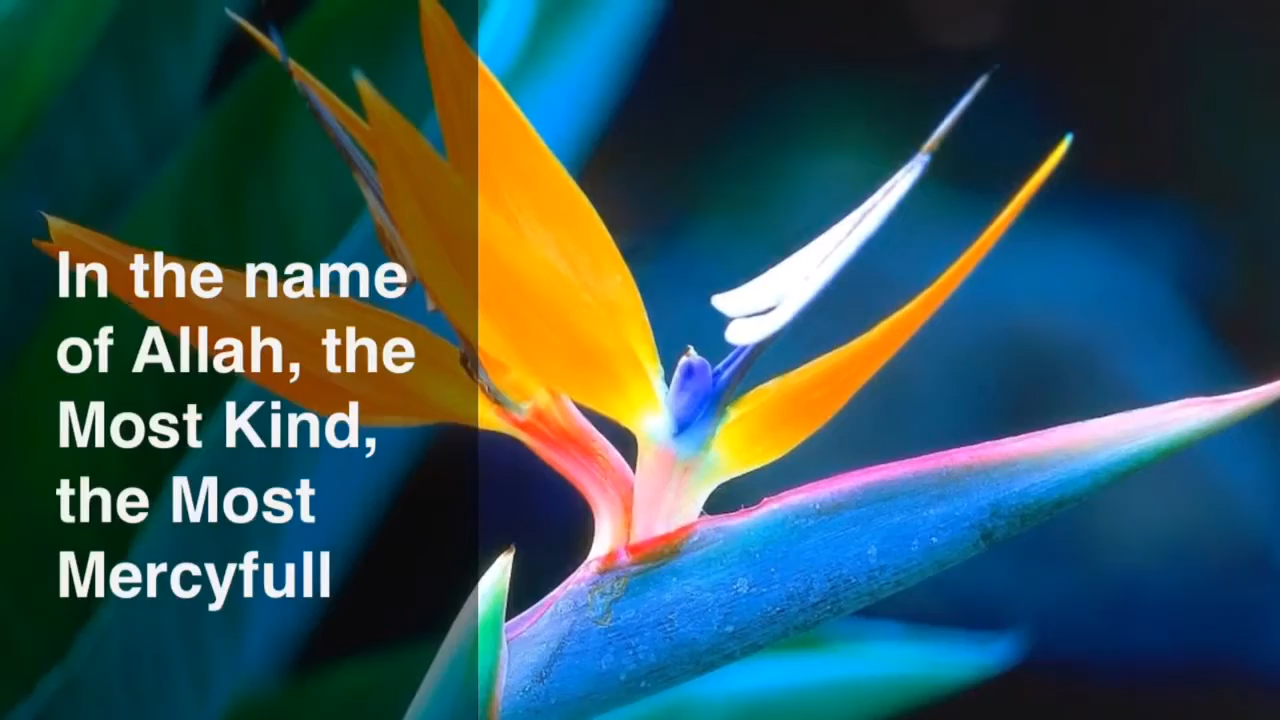 In the name
of Allah, the
Most Kind,
the Most
Mercyfull